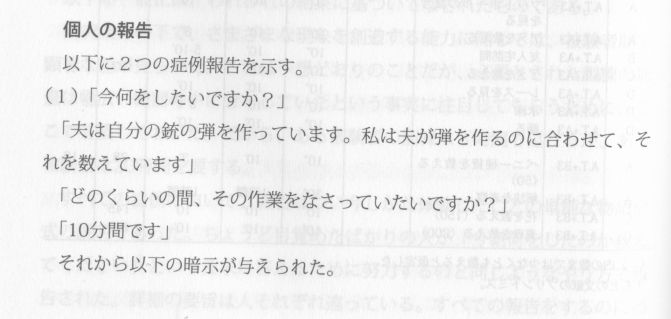 個人の報告
以下に2つの症例報告を示す。
（1）「今何をしたいですか？」
「夫は自分の銃の弾を作っています。私は夫が弾を作るのに合わせて、そ
れを数えています」
「どのくらいの間、その作業をなさっていたいですか？」
「10分間です」
それから以下の暗示が与えられた。